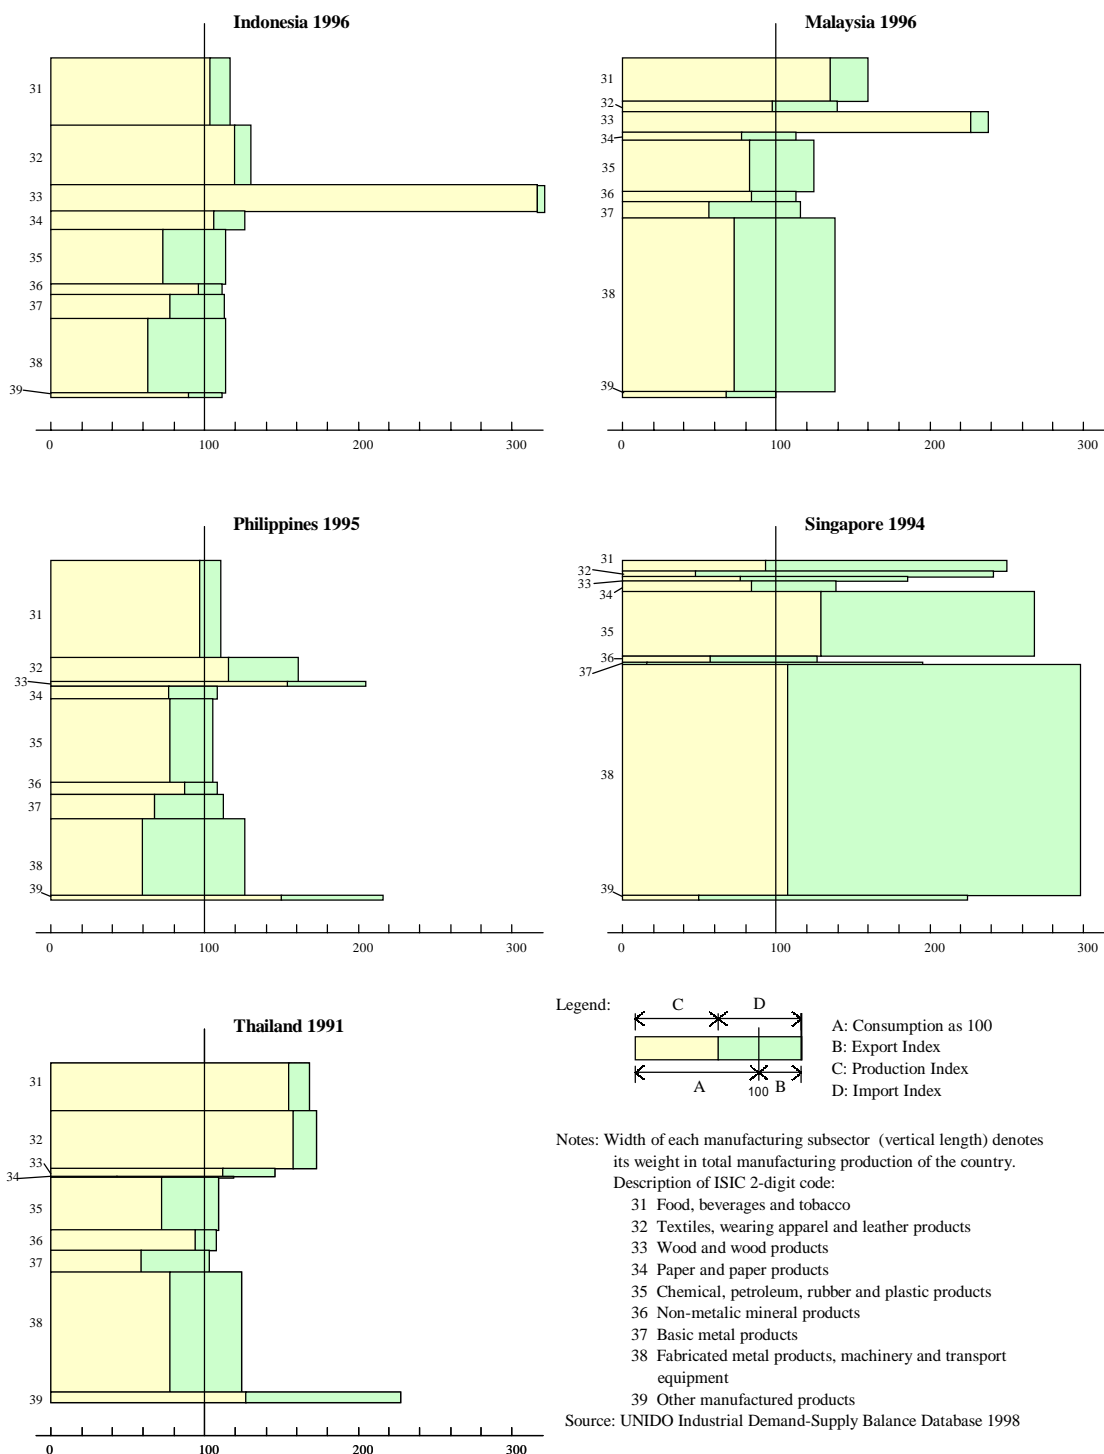 Indonesia 1996
31
32
33
34
35
36
37
38
39
0 100 200 300
Malaysia 1996
31
32
33
34
35
36
37
38
39
0 100 200 300
Philippines 1995
31
32
33
34
35
36
37
38
39
0 100 200 300
Singapore 1994
31
32
33
34
35
36
37
38
39
0 100 200 300
Thailand 1991
31
32
33
34
35
36
37
38
39
0 100 200 300
Legend:
C D
A 100 B
A: Consumption as 100
B: Export Index
C: Production Index
D: Import Index
Notes: Width of each manufacturing subsector (vertical length) denotes
its weight in total manufacturing production of the country.
Description of ISIC 2-digit code:
31 Food, beverages and tobacco
32 Textiles, wearing apparel and leather products
33 Wood and wood products
34 Paper and paper products
35 Chemical, petroleum, rubber and plastic products
36 Non-metalic mineral products
37 Basic metal products
38 Fabricated metal products, machinery and transport
equipment
39 Other manufactured products
Source: UNIDO Industrial Demand-Supply Balance Database 1998